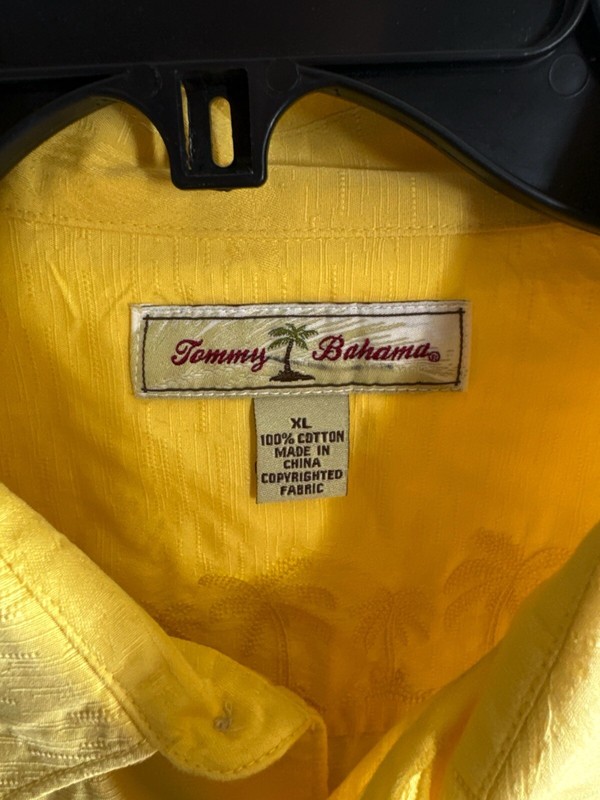 Tommy Bahama®
XL
100% COTTON
MADE IN
CHINA
COPYRIGHTED
FABRIC